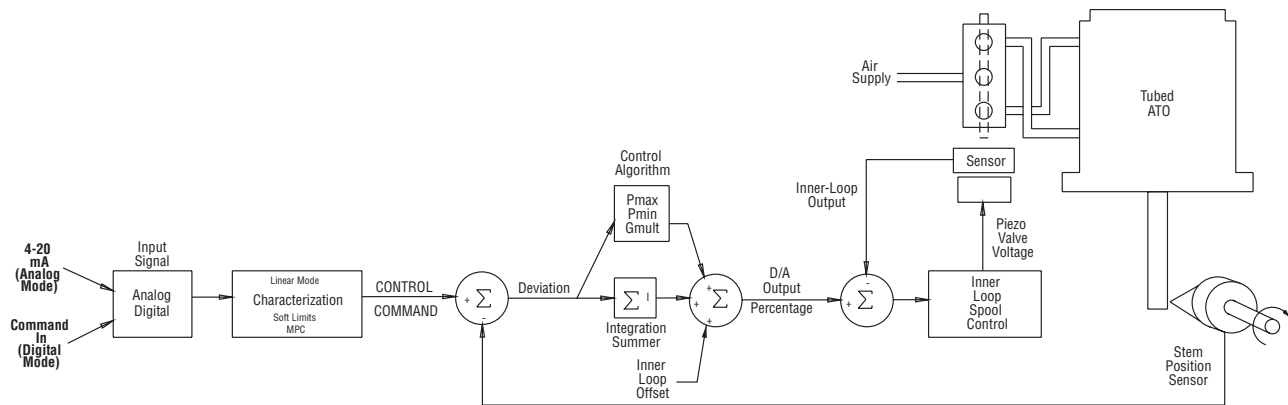 4-20
mA
(Analog
Mode)
Command
In
(Digital
Mode)
Input
Signal
Analog
Digital
Linear Mode
Characterization
Soft Limits
MPC
CONTROL
COMMAND
+
Σ
-
Deviation
Control
Algorithm
Pmax
Pmin
Gmult
Σ I
Integration
Summer
Inner
Loop
Offset
+
+
Σ
+
D/A
Output
Percentage
Inner-Loop
Output
-
+
Σ
Inner
Loop
Spool
Control
Piezo
Valve
Voltage
Sensor
Air
Supply
Tubed
ATO
Stem
Position
Sensor